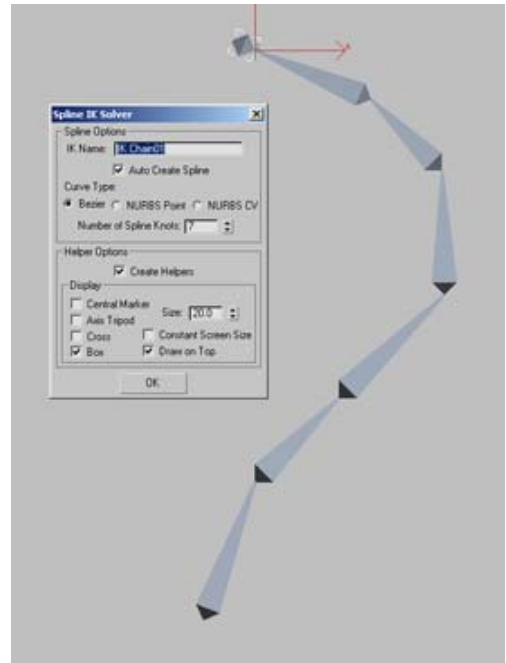 Spline IK Solver
Spline Options
IK Name: IK Chain01
Auto Create Spline
Curve Type:
Bezier NURBS Point NURBS CV
Number of Spline Knots: 7
Helper Options
Create Helpers
Display
Central Marker
Size: 20.0
Axis Tripod
Cross
Constant Screen Size
Box
Draw on Top
OK
x